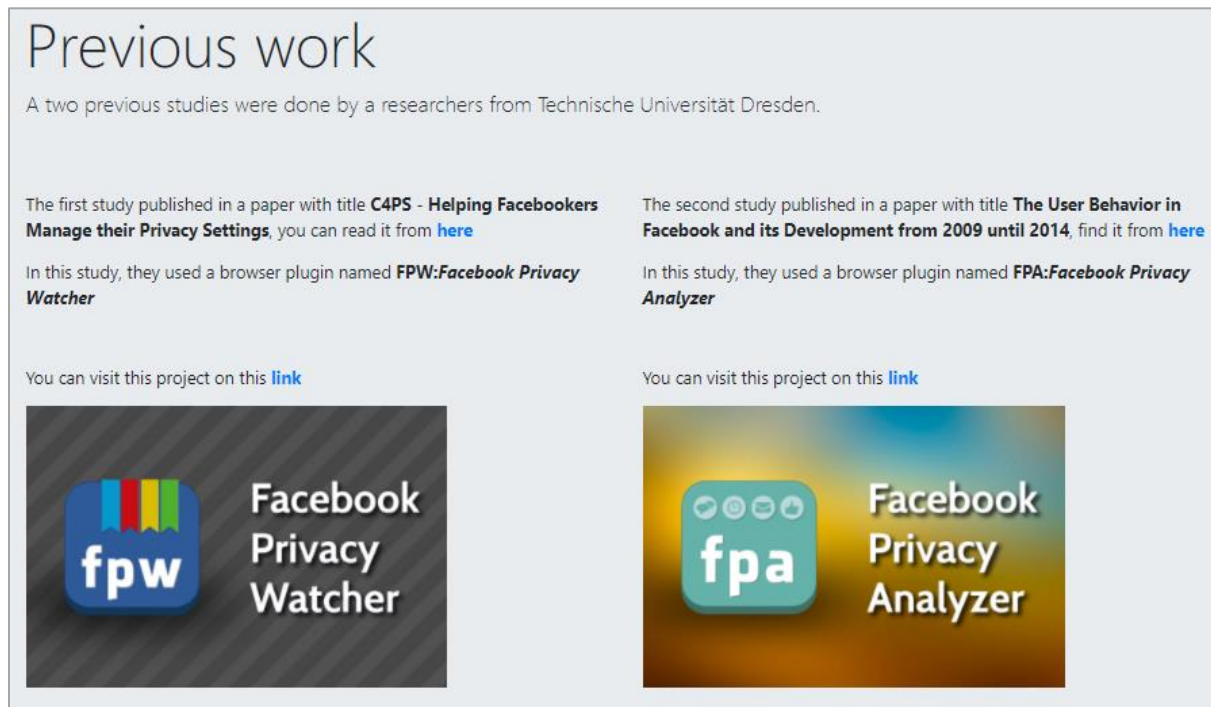 Previous work
A two previous studies were done by a researchers from Technische Universität Dresden.
The first study published in a paper with title C4PS - Helping Facebookers
Manage their Privacy Settings, you can read it from here
In this study, they used a browser plugin named FPW:Facebook Privacy
Watcher
You can visit this project on this link
fpw
Facebook
Privacy
Watcher
The second study published in a paper with title The User Behavior in
Facebook and its Development from 2009 until 2014, find it from here
In this study, they used a browser plugin named FPA:Facebook Privacy
Analyzer
You can visit this project on this link
fpa
Facebook
Privacy
Analyzer